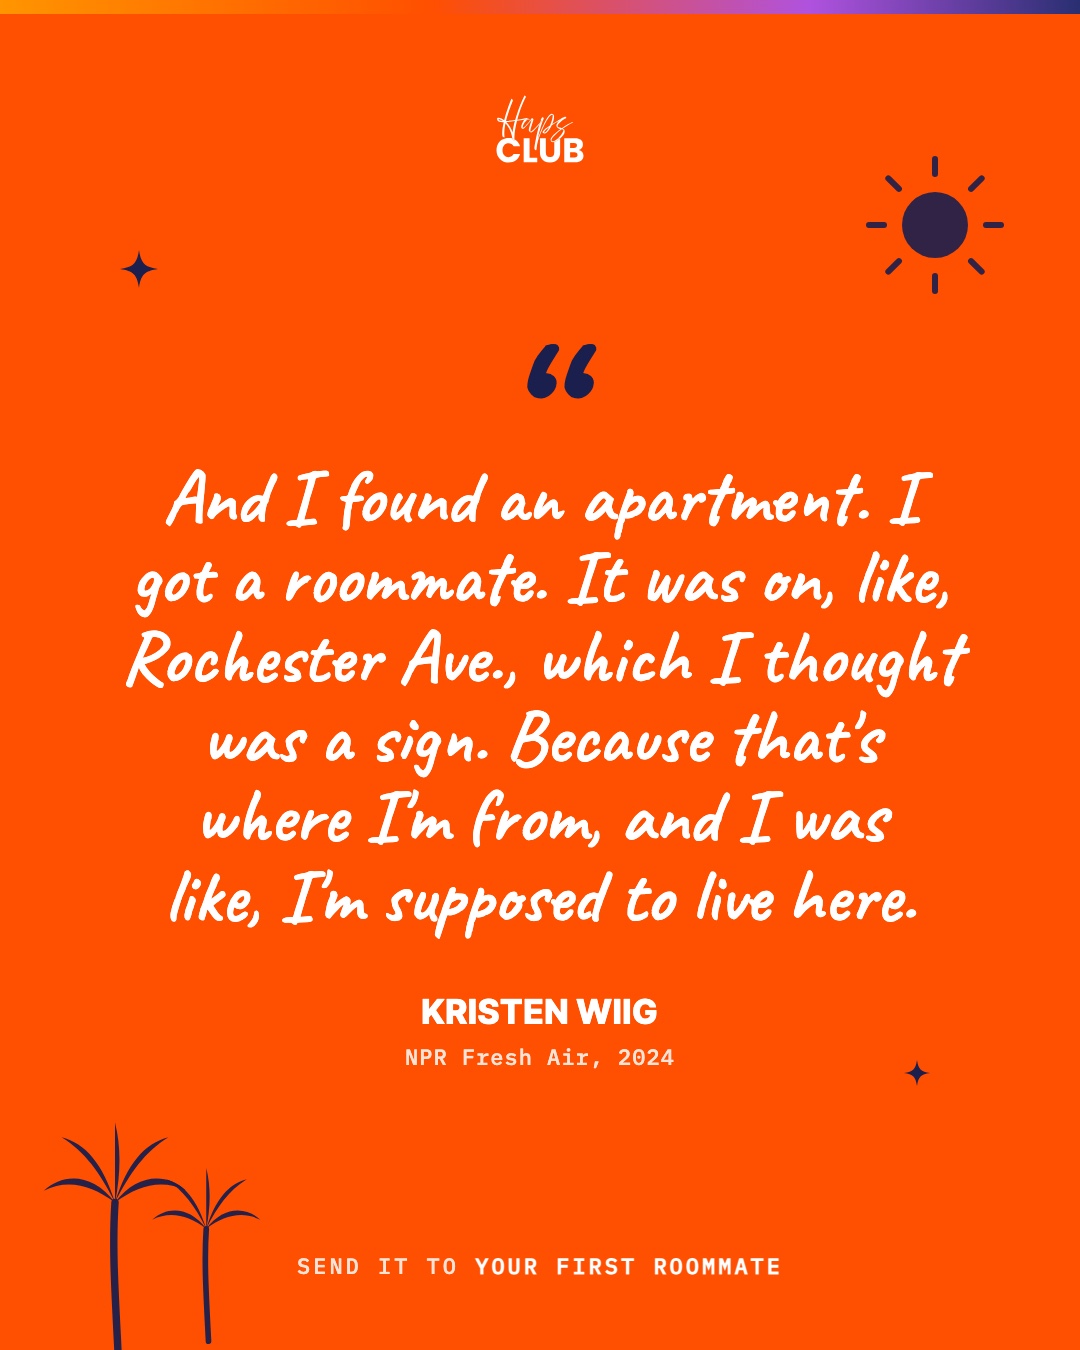 Haps
CLUB
“
And I found an apartment. I
got a roommate. It was on, like,
Rochester Ave., which I thought
was a sign. Because that's
where I'm from, and I was
like, I'm supposed to live here.
KRISTEN WIIG
NPR Fresh Air, 2024
SEND IT TO YOUR FIRST ROOMMATE